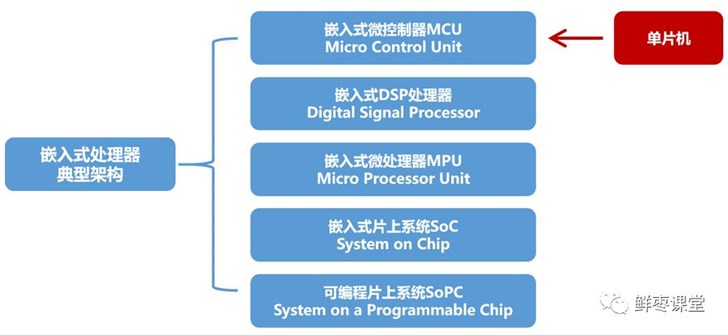 嵌入式处理器
典型架构
嵌入式微控制器MCU
Micro Control Unit
单片机
嵌入式DSP处理器
Digital Signal Processor
嵌入式微处理器MPU
Micro Processor Unit
嵌入式片上系统SoC
System on Chip
可编程片上系统SoPC
System on a Programmable Chip
鲜枣课堂